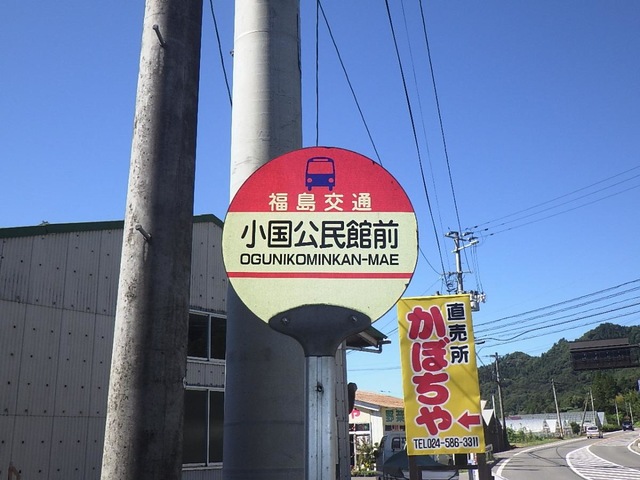 福島交通
小国公民館前
OGUNIKOMINKAN-MAE
直売所
かぼちゃ
TEL024-586-3311